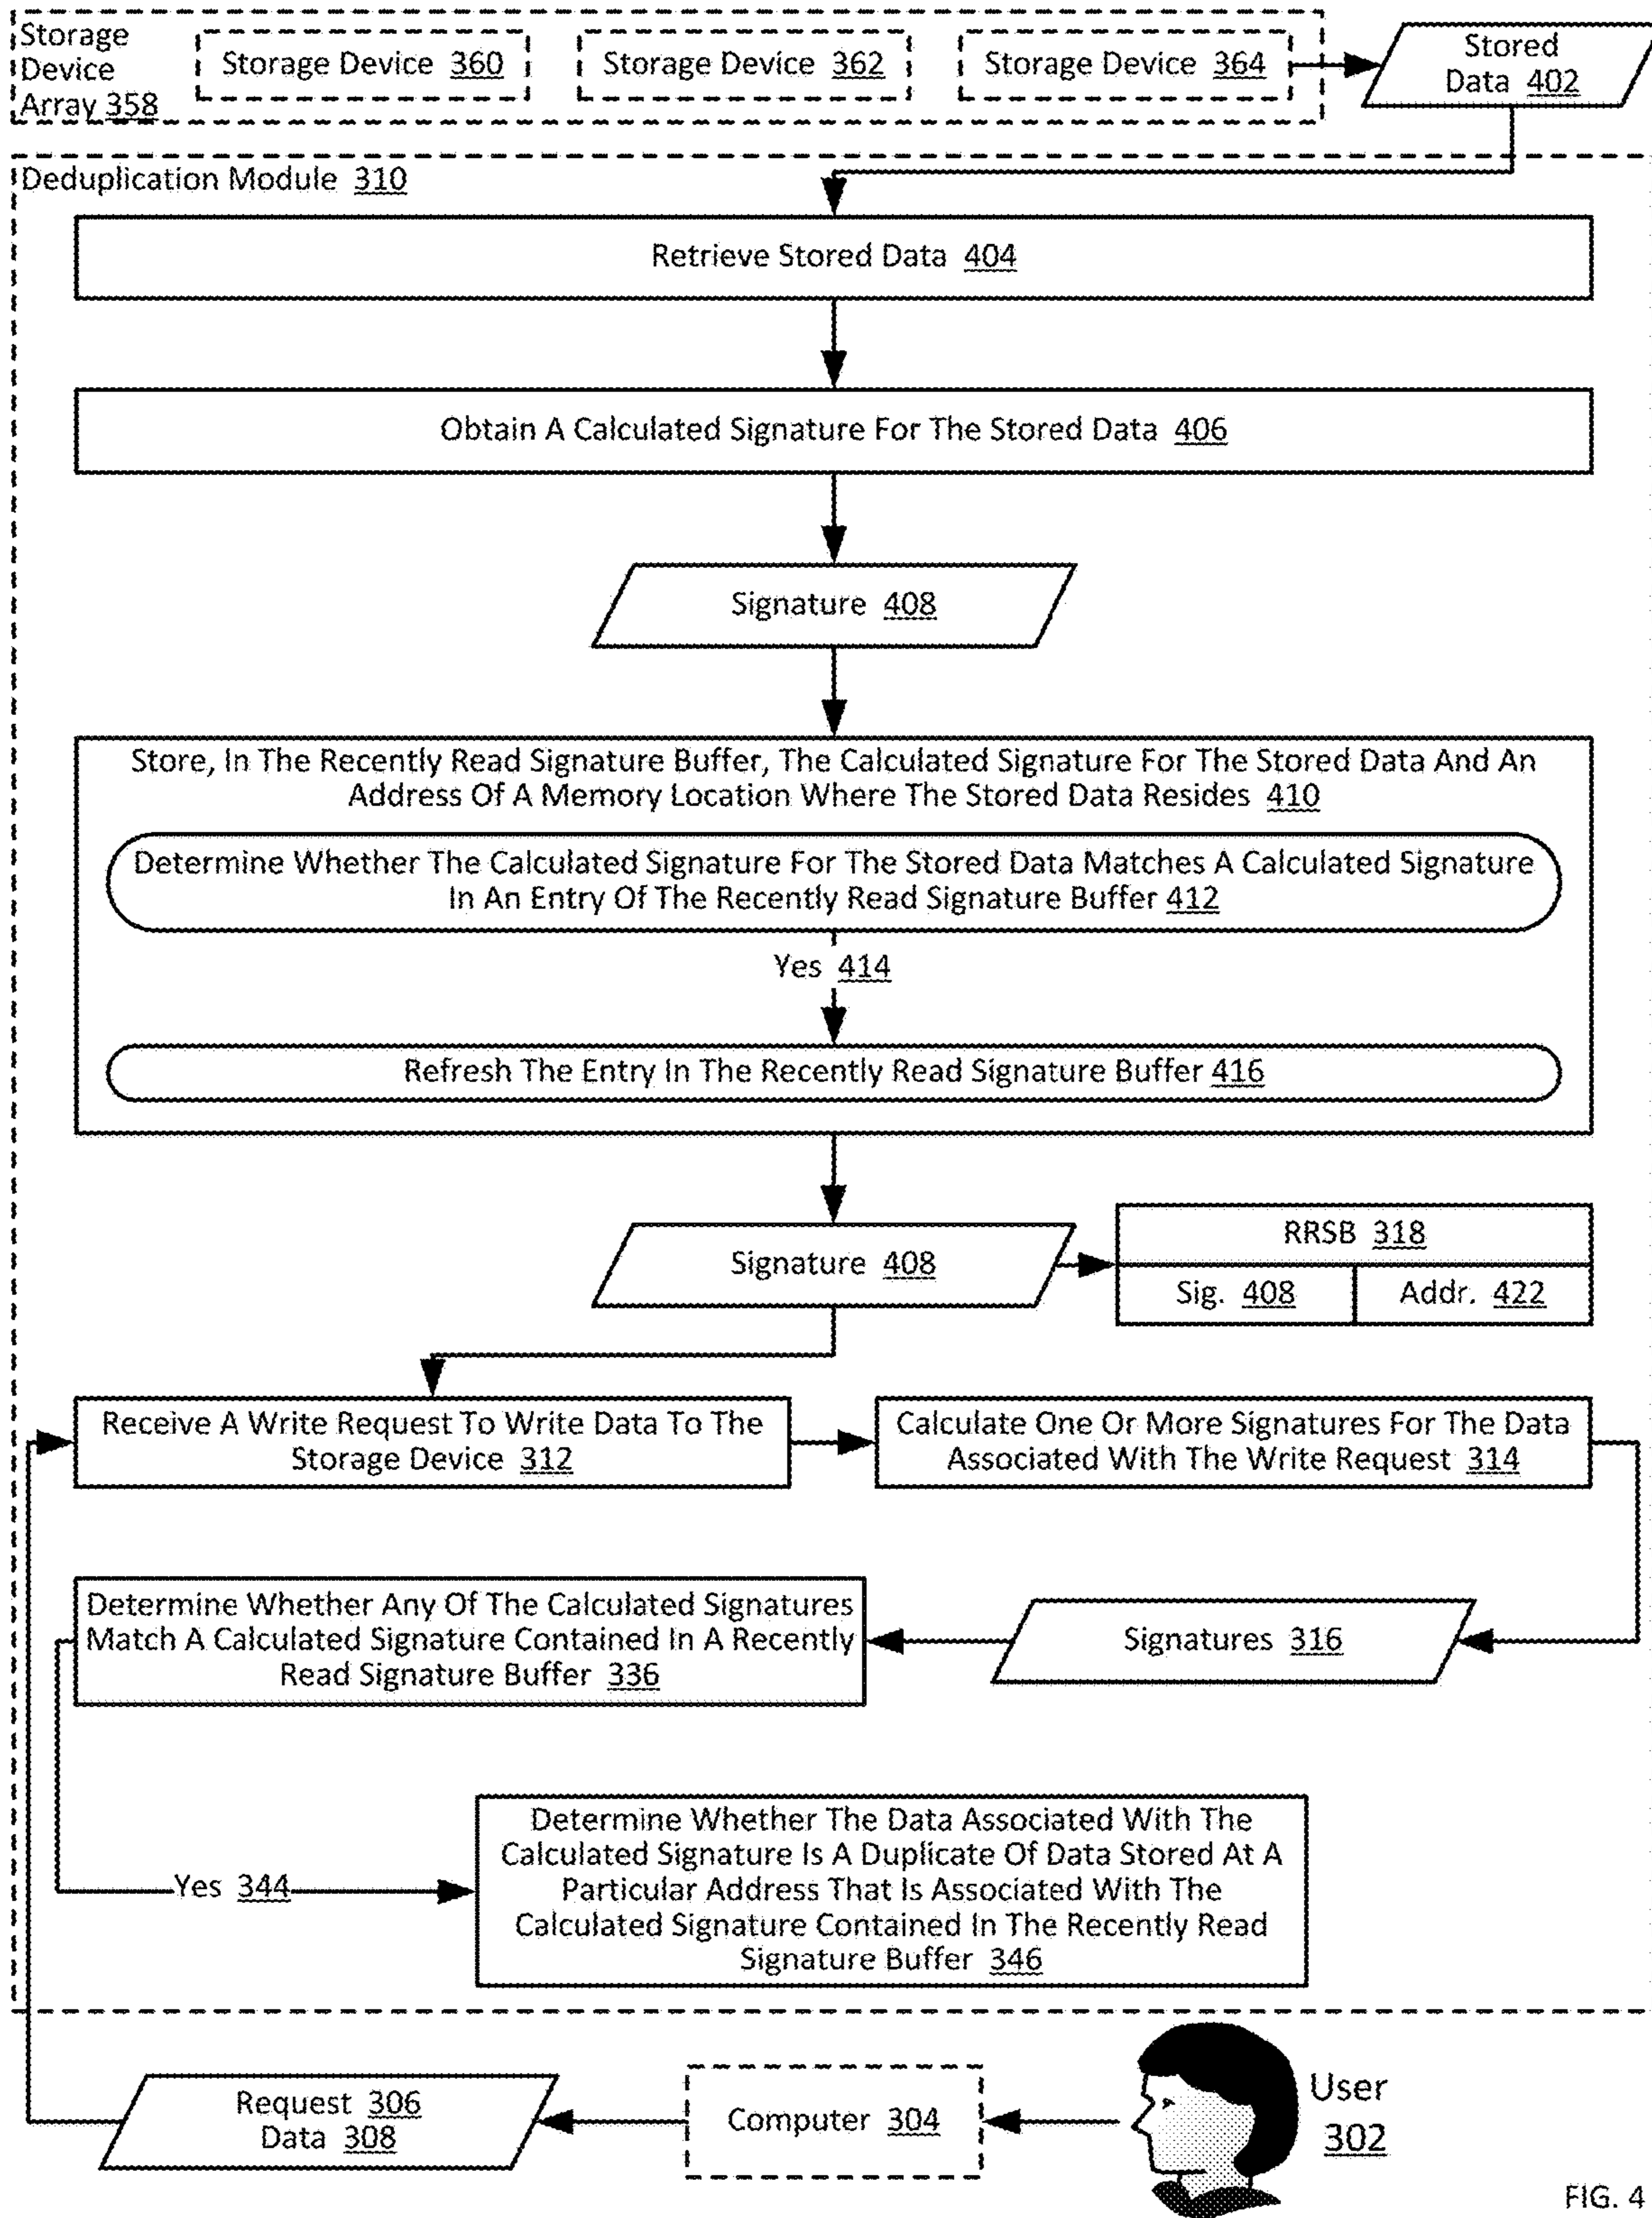 Storage
Device
Array 358
Storage Device 360
Storage Device 362
Storage Device 364
Stored
Data 402
Deduplication Module 310
Retrieve Stored Data 404
Obtain A Calculated Signature For The Stored Data 406
Signature 408
Store, In The Recently Read Signature Buffer, The Calculated Signature For The Stored Data And An
Address Of A Memory Location Where The Stored Data Resides 410
Determine Whether The Calculated Signature For The Stored Data Matches A Calculated Signature
In An Entry Of The Recently Read Signature Buffer 412
Yes 414
Refresh The Entry In The Recently Read Signature Buffer 416
Signature 408
RRSB 318
Sig. 408
Addr. 422
Receive A Write Request To Write Data To The
Storage Device 312
Calculate One Or More Signatures For The Data
Associated With The Write Request 314
Determine Whether Any Of The Calculated Signatures
Match A Calculated Signature Contained In A Recently
Read Signature Buffer 336
Signatures 316
Yes 344
Determine Whether The Data Associated With The
Calculated Signature Is A Duplicate Of Data Stored At A
Particular Address That Is Associated With The
Calculated Signature Contained In The Recently Read
Signature Buffer 346
Request 306
Data 308
Computer 304
User
302
FIG. 4